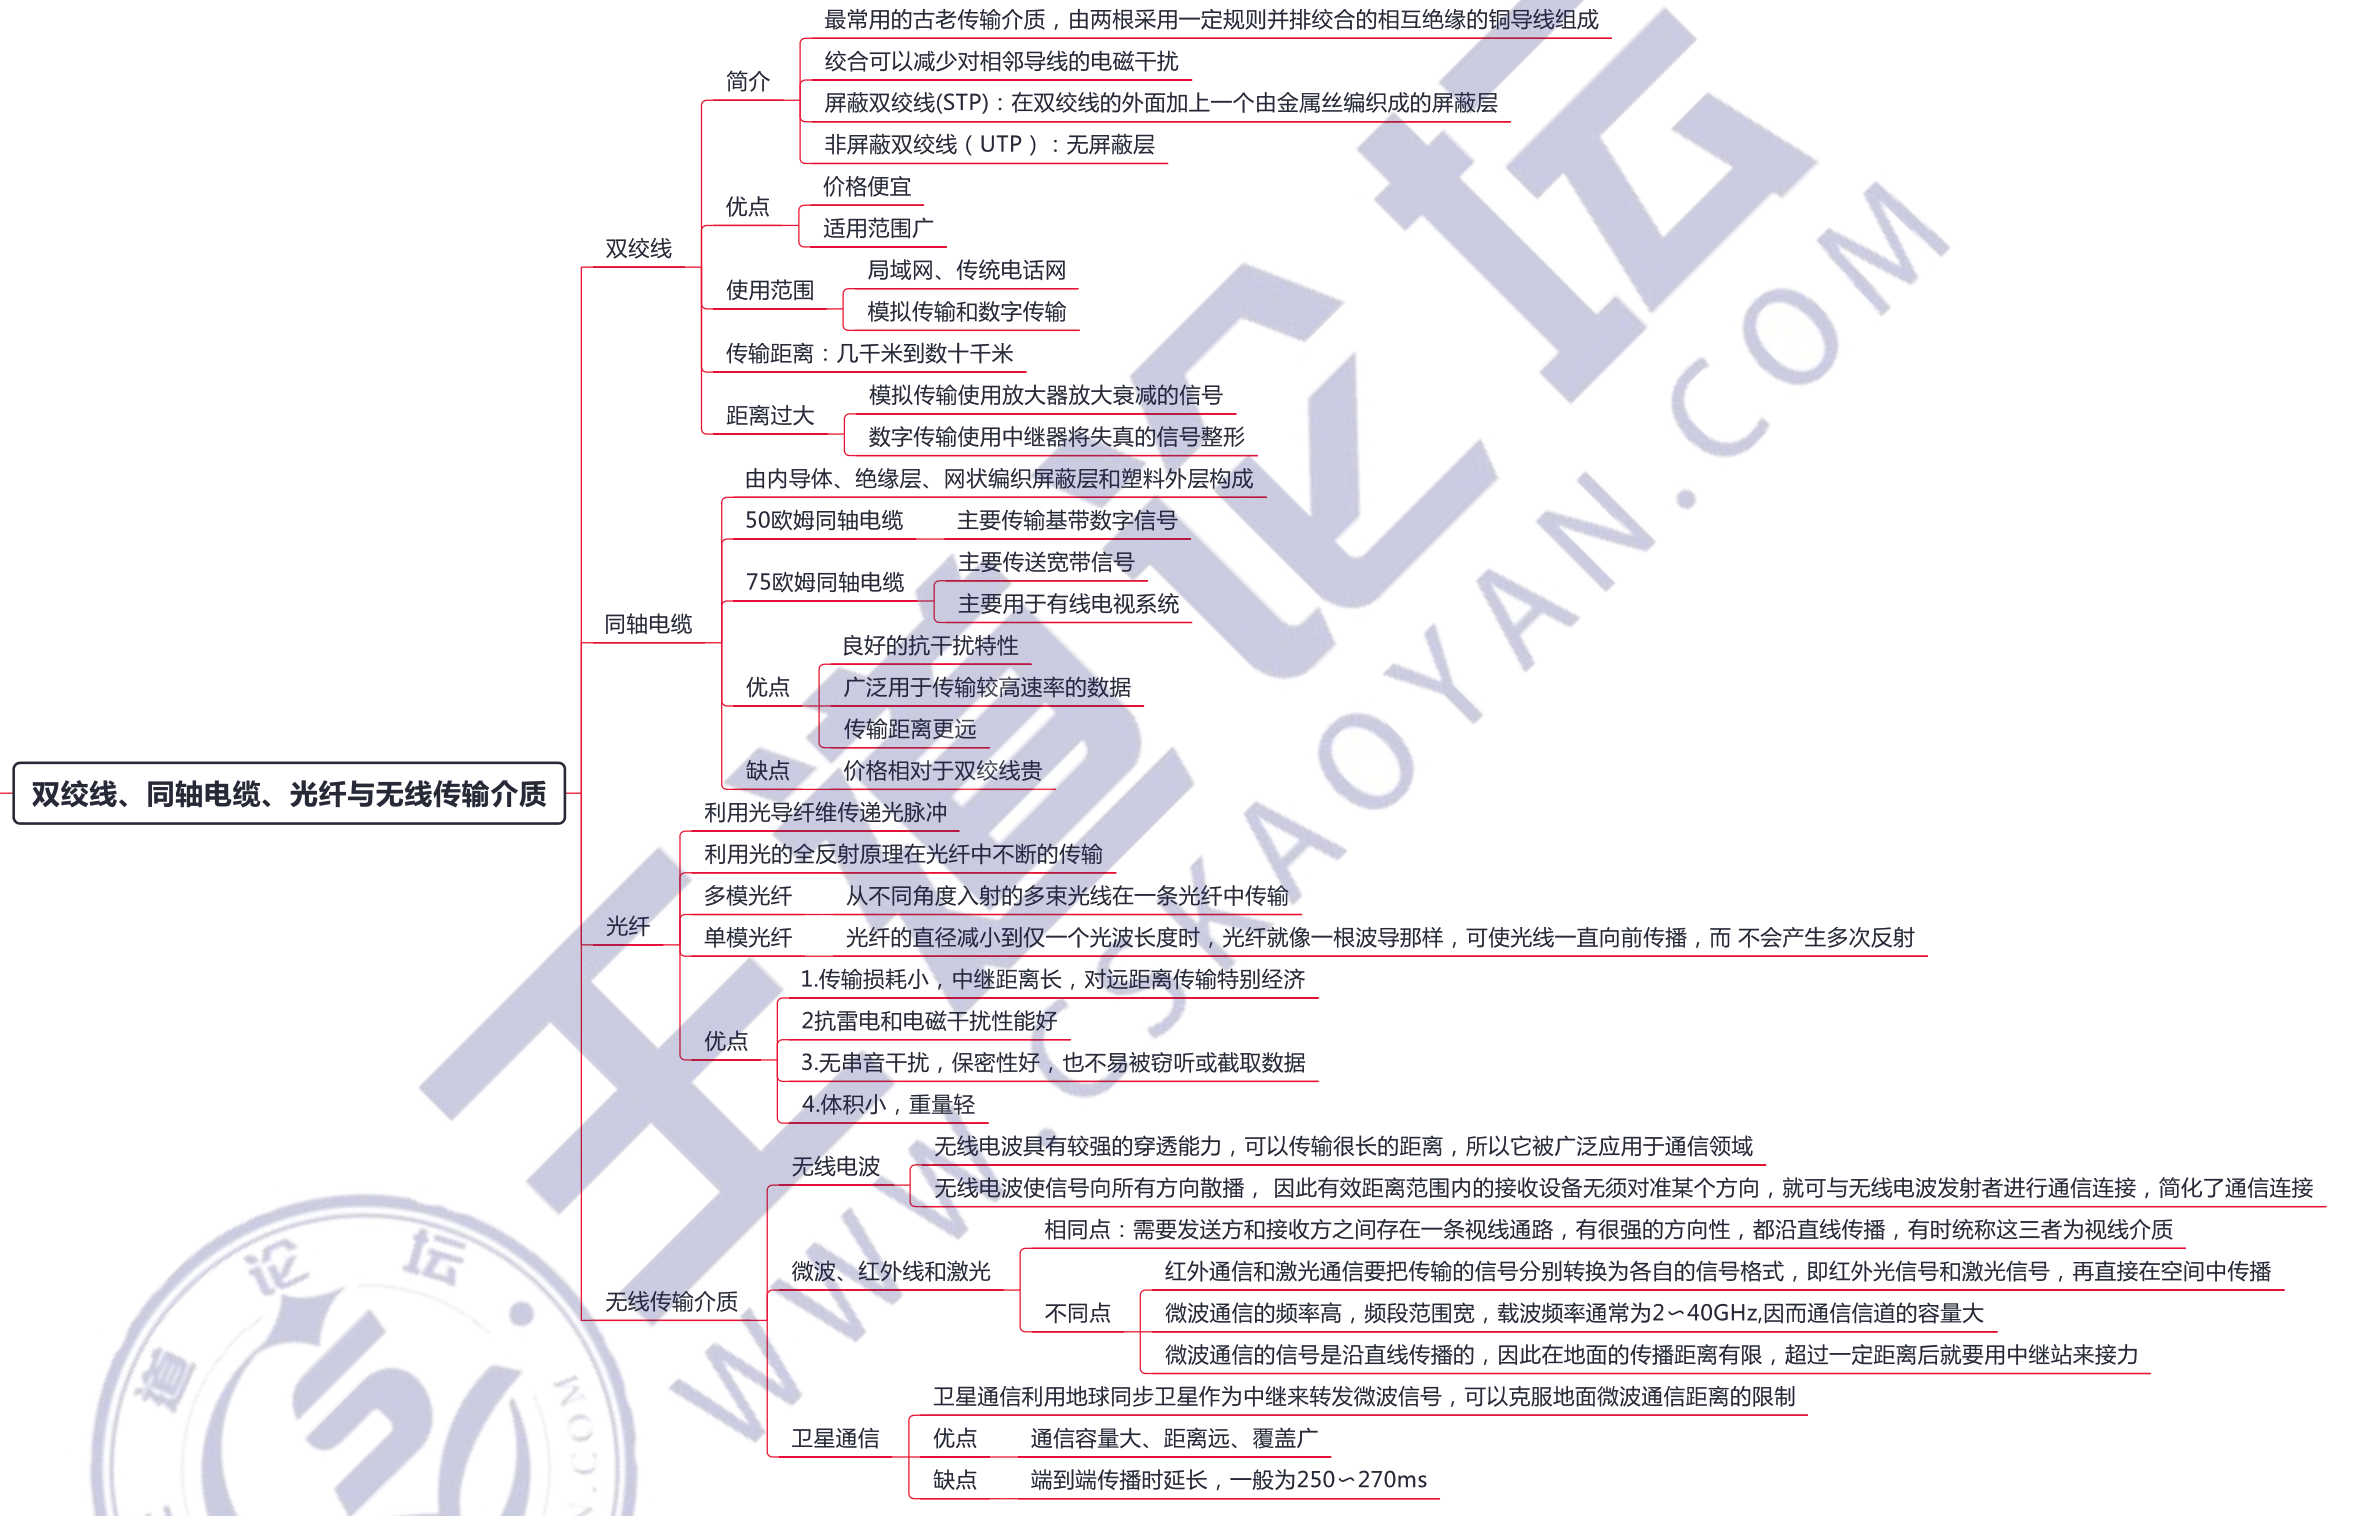 双绞线、同轴电缆、光纤与无线传输介质
双绞线
简介
最常用的古老传输介质，由两根采用一定规则并排绞合的相互绝缘的铜导线组成
绞合可以减少对相邻导线的电磁干扰
屏蔽双绞线(STP)：在双绞线的外面加上一个由金属丝编织成的屏蔽层
非屏蔽双绞线（UTP）：无屏蔽层
优点
价格便宜
适用范围广
使用范围
局域网、传统电话网
模拟传输和数字传输
传输距离：几千米到数十千米
距离过大
模拟传输使用放大器放大衰减的信号
数字传输使用中继器将失真的信号整形
同轴电缆
由内导体、绝缘层、网状编织屏蔽层和塑料外层构成
50欧姆同轴电缆
主要传输基带数字信号
75欧姆同轴电缆
主要传送宽带信号
主要用于有线电视系统
优点
良好的抗干扰特性
广泛用于传输较高速率的数据
传输距离更远
缺点
价格相对于双绞线贵
光纤
利用光导纤维传递光脉冲
利用光的全反射原理在光纤中不断的传输
多模光纤
从不同角度入射的多束光线在一条光纤中传输
单模光纤
光纤的直径减小到仅一个光波长度时，光纤就像一根波导那样，可使光线一直向前传播，而 不会产生多次反射
优点
1.传输损耗小，中继距离长，对远距离传输特别经济
2抗雷电和电磁干扰性能好
3.无串音干扰，保密性好，也不易被窃听或截取数据
4.体积小，重量轻
无线传输介质
无线电波
无线电波具有较强的穿透能力，可以传输很长的距离，所以它被广泛应用于通信领域
无线电波使信号向所有方向散播， 因此有效距离范围内的接收设备无须对准某个方向，就可与无线电波发射者进行通信连接，简化了通信连接
微波、红外线和激光
相同点：需要发送方和接收方之间存在一条视线通路，有很强的方向性，都沿直线传播，有时统称这三者为视线介质
不同点
红外通信和激光通信要把传输的信号分别转换为各自的信号格式，即红外光信号和激光信号，再直接在空间中传播
微波通信的频率高，频段范围宽，载波频率通常为2～40GHz,因而通信信道的容量大
微波通信的信号是沿直线传播的，因此在地面的传播距离有限，超过一定距离后就要用中继站来接力
卫星通信
卫星通信利用地球同步卫星作为中继来转发微波信号，可以克服地面微波通信距离的限制
优点
通信容量大、距离远、覆盖广
缺点
端到端传播时延长，一般为250～270ms
王道论坛
WWW.CSKAOYAN.COM
道论坛
N.COM